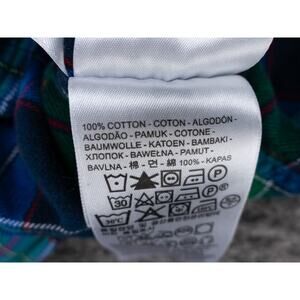 100% COTTON - COTON - ALGODÓN-
ALGODÃO - PAMUK - COTONE -
BAUMWOLLE - KATOEN - BAMBAKI -
ХЛОПОК - BAWEŁNA - PAMUT -
BAVLNA - 棉 - 면 - 綿 100% - KAPAS
P
30
P
30°C